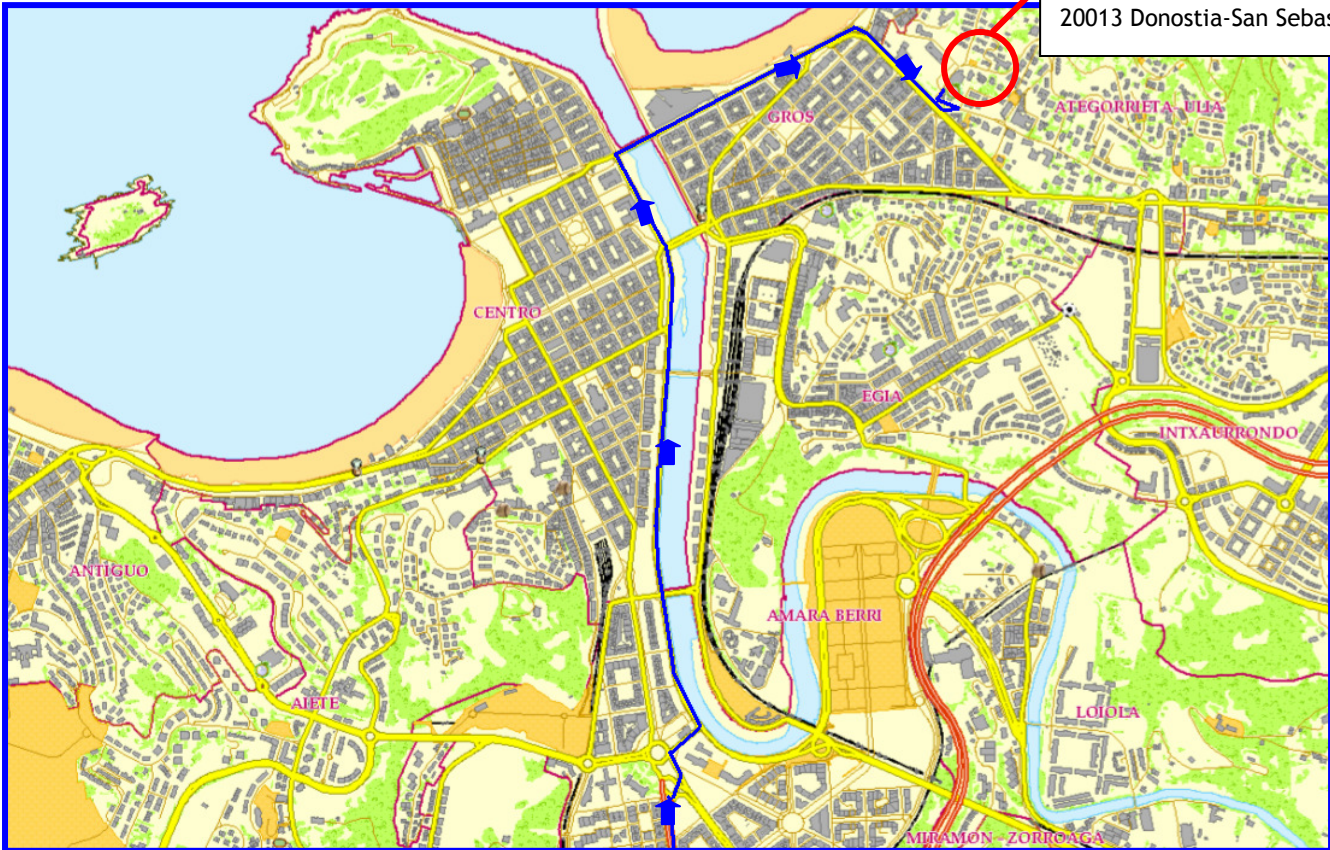 20013 Donostia-San Sebas
ATEGORRIETA - ULIA
GROS
CENTRO
EGIA
INTXAURRONDO
ANTIGUO
AMARA BERRI
AIETE
LOIOLA
MIRAMON - ZORROAGA